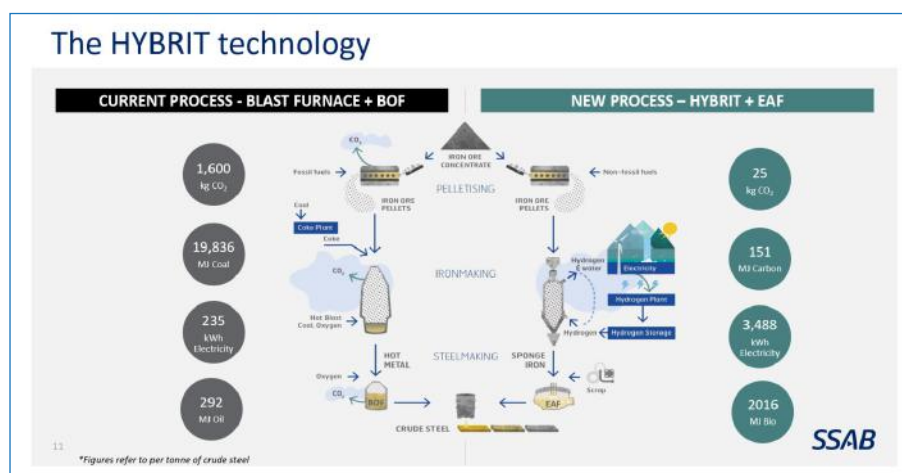 The HYBRIT technology
CURRENT PROCESS - BLAST FURNACE + BOF
NEW PROCESS – HYBRIT + EAF
1,600
kg CO₂
19,836
MJ Coal
235
kWh
Electricity
292
MJ Oil
CO₂
IRON ORE
CONCENTRATE
Fossil fuels
Non-fossil fuels
PELLETISING
IRON ORE
PELLETS
IRON ORE
PELLETS
Coal
Coke Plant
Coke
CO₂
IRONMAKING
Hydrogen
& water
Electricity
Hydrogen Plant
Hot Blast
Coal, Oxygen
Hydrogen
Hydrogen Storage
HOT
METAL
STEELMAKING
SPONGE
IRON
Oxygen
Scrap
CO₂
BOF
EAF
CRUDE STEEL
25
kg CO₂
151
MJ Carbon
3,488
kWh
Electricity
2016
MJ Bio
11
*Figures refer to per tonne of crude steel
SSAB